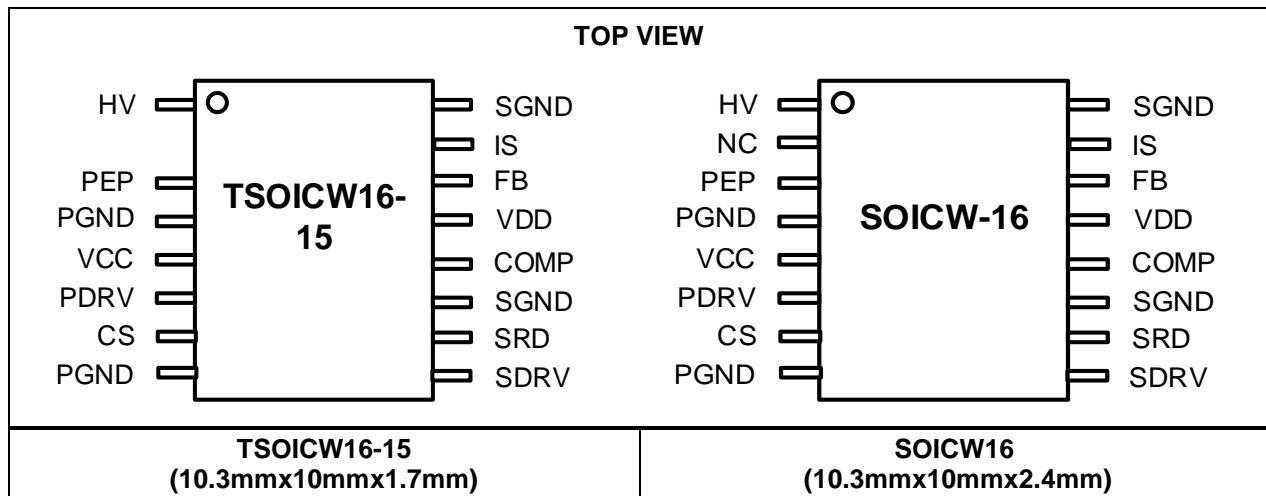 TOP VIEW
HV
PEP
PGND
VCC
PDRV
CS
PGND
TSOICW16-
15
SGND
IS
FB
VDD
COMP
SGND
SRD
SDRV
HV
NC
PEP
PGND
VCC
PDRV
CS
PGND
SOICW-16
SGND
IS
FB
VDD
COMP
SGND
SRD
SDRV
TSOICW16-15
(10.3mmx10mmx1.7mm)
SOICW16
(10.3mmx10mmx2.4mm)